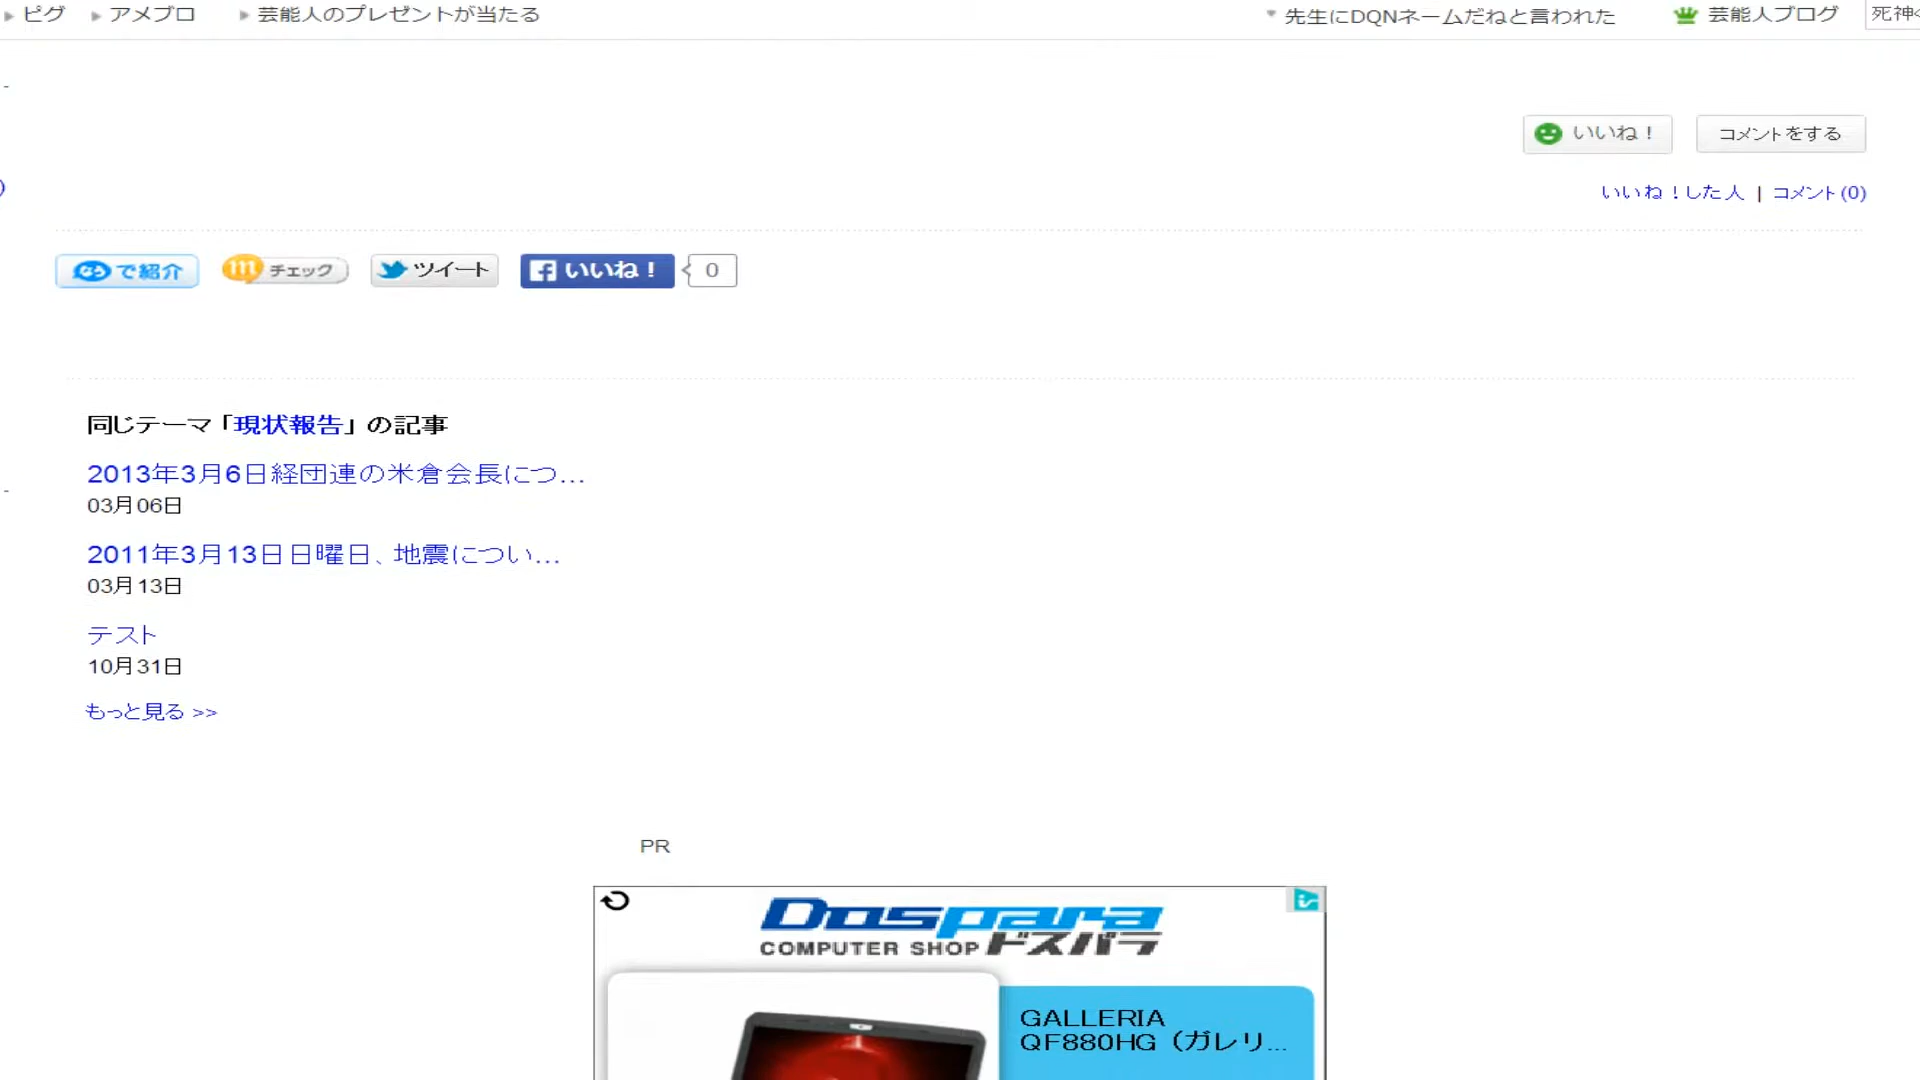 ピグ アメブロ 芸能人のプレゼントが当たる 先生にDQNネームだねと言われた 芸能人ブログ 死神
いいね！ コメントをする
いいね！した人 | コメント(0)
で紹介 チェック ツイート いいね！ 0
同じテーマ「現状報告」の記事
2013年3月6日経団連の米倉会長につ...
03月06日
2011年3月13日日曜日、地震につい...
03月13日
テスト
10月31日
もっと見る >>
PR
Dospara
COMPUTER SHOP ドスパラ
GALLERIA
QF880HG（ガレリ...